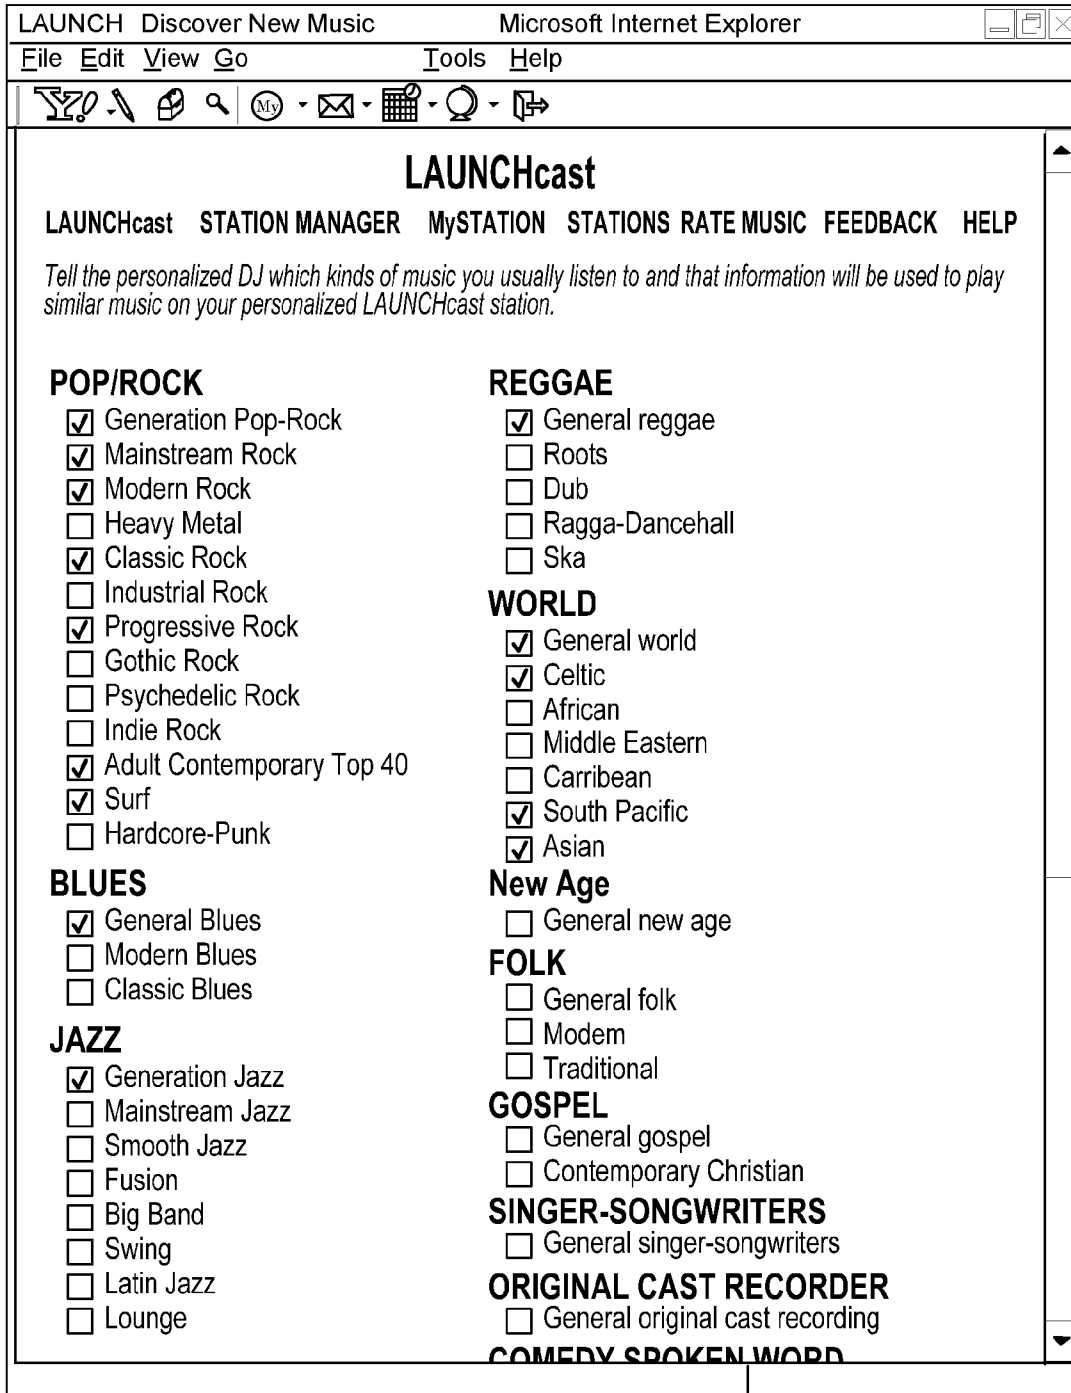 LAUNCH Discover New Music Microsoft Internet Explorer
File Edit View Go Tools Help
Y! My
LAUNCHcast
LAUNCHcast STATION MANAGER MySTATION STATIONS RATE MUSIC FEEDBACK HELP
Tell the personalized DJ which kinds of music you usually listen to and that information will be used to play
similar music on your personalized LAUNCHcast station.
POP/ROCK
Generation Pop-Rock
Mainstream Rock
Modern Rock
Heavy Metal
Classic Rock
Industrial Rock
Progressive Rock
Gothic Rock
Psychedelic Rock
Indie Rock
Adult Contemporary Top 40
Surf
Hardcore-Punk
BLUES
General Blues
Modern Blues
Classic Blues
JAZZ
Generation Jazz
Mainstream Jazz
Smooth Jazz
Fusion
Big Band
Swing
Latin Jazz
Lounge
REGGAE
General reggae
Roots
Dub
Ragga-Dancehall
Ska
WORLD
General world
Celtic
African
Middle Eastern
Carribean
South Pacific
Asian
New Age
General new age
FOLK
General folk
Modem
Traditional
GOSPEL
General gospel
Contemporary Christian
SINGER-SONGWRITERS
General singer-songwriters
ORIGINAL CAST RECORDER
General original cast recording
COMEDY SPOKEN WORD